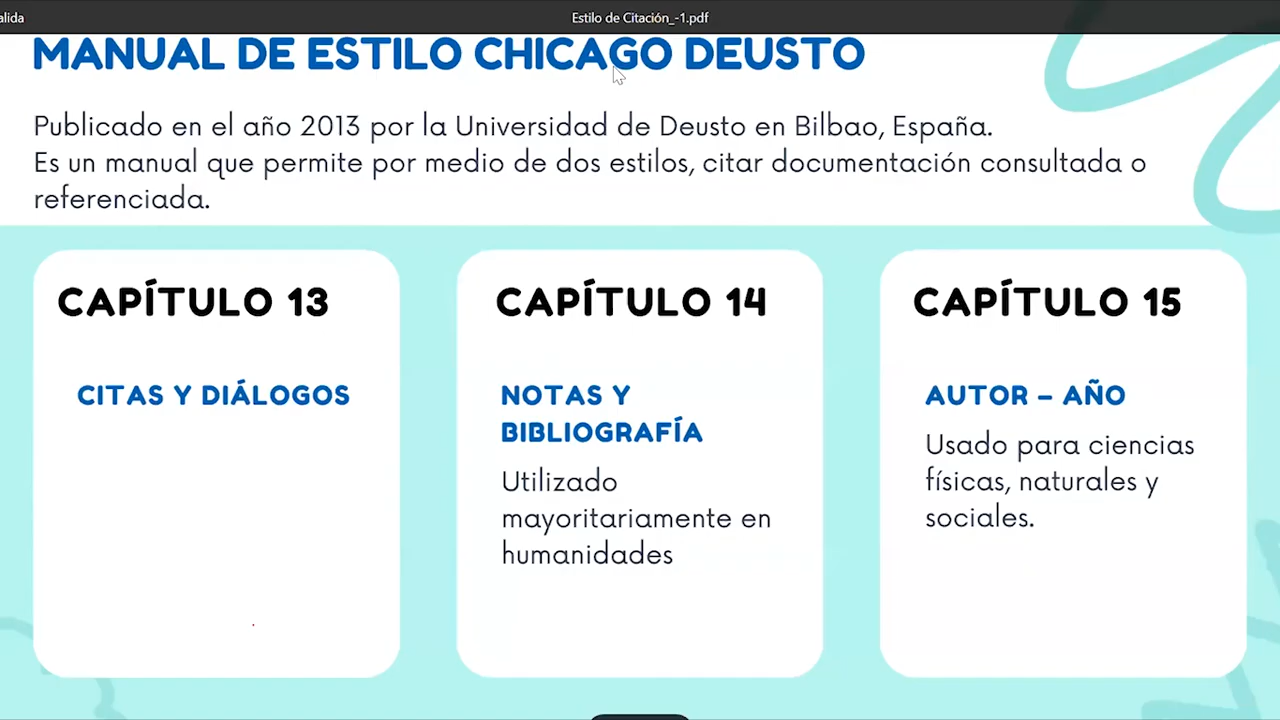 alida
Estilo de Citación_-1.pdf
MANUAL DE ESTILO CHICAGO DEUSTO
Publicado en el año 2013 por la Universidad de Deusto en Bilbao, España.
Es un manual que permite por medio de dos estilos, citar documentación consultada o
referenciada.
CAPÍTULO 13
CITAS Y DIÁLOGOS
CAPÍTULO 14
NOTAS Y
BIBLIOGRAFÍA
Utilizado
mayoritariamente en
humanidades
CAPÍTULO 15
AUTOR – AÑO
Usado para ciencias
físicas, naturales y
sociales.